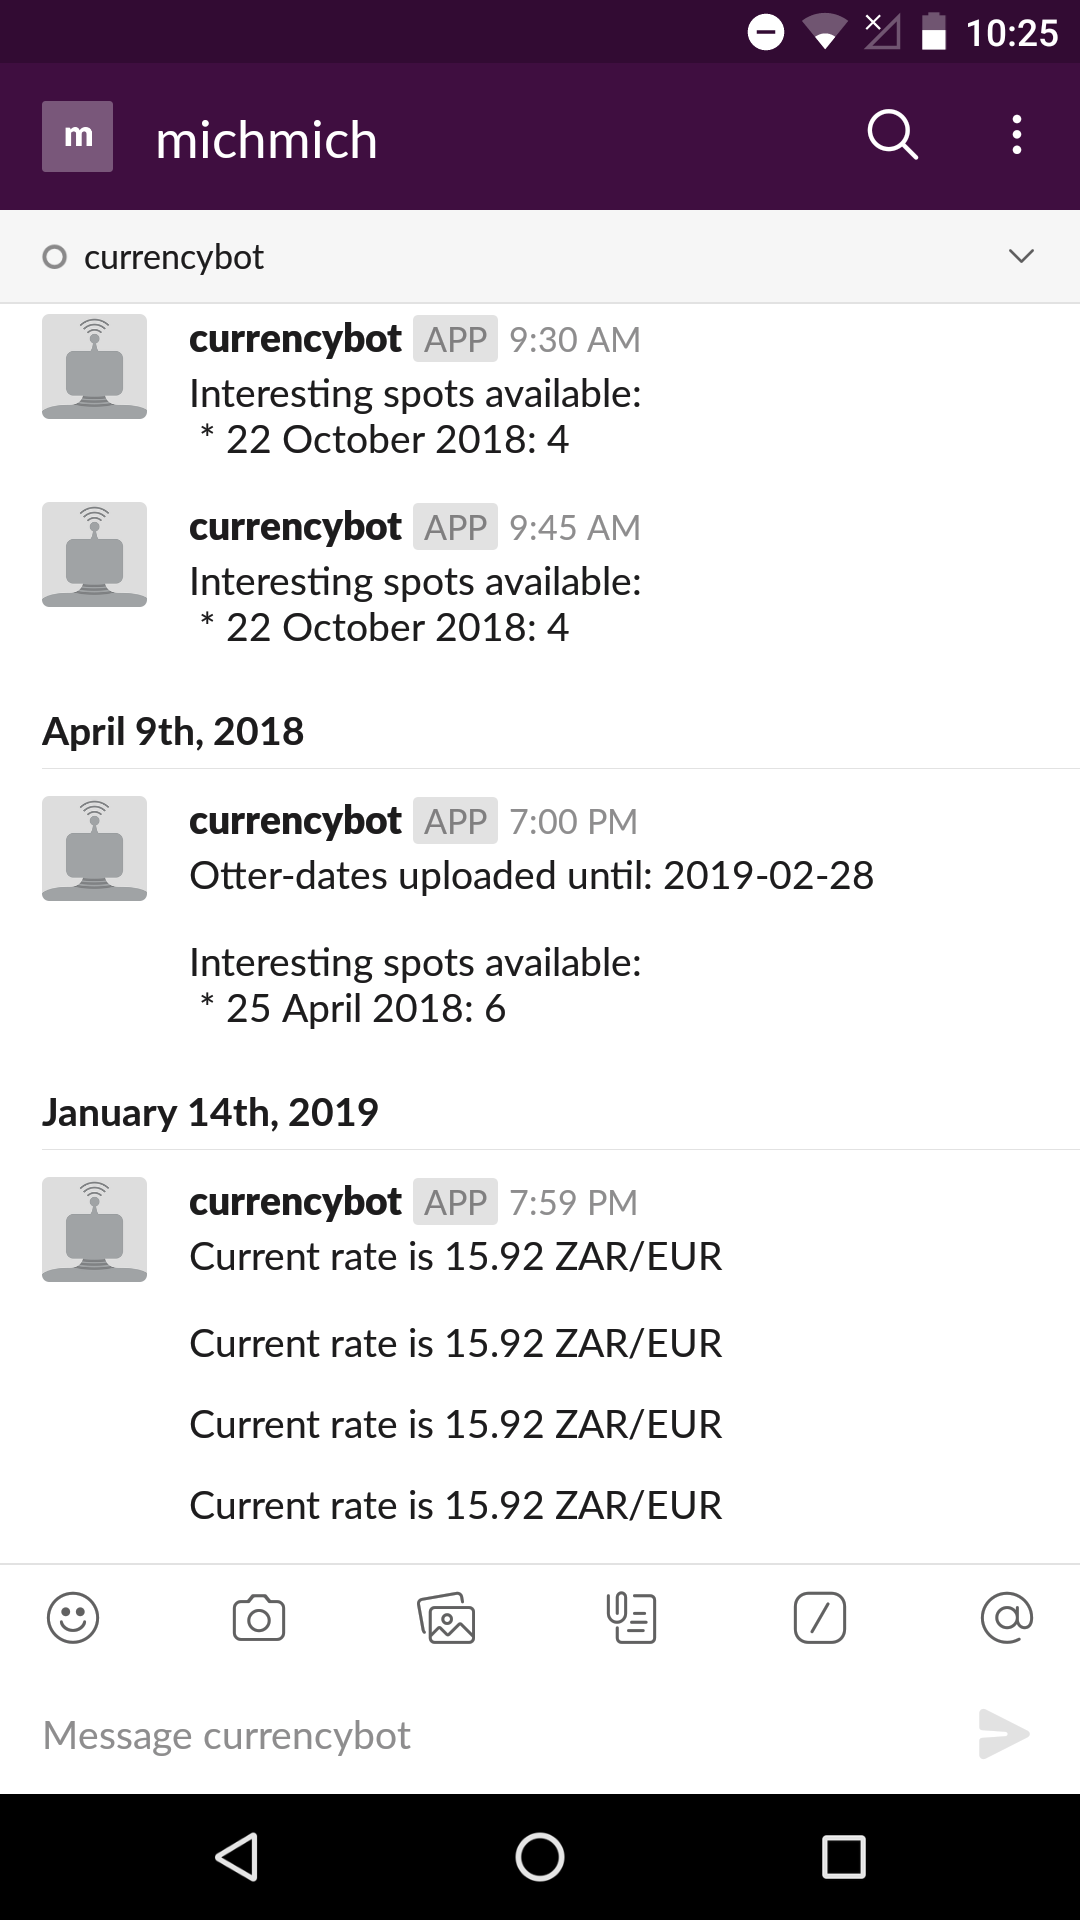 10:25
m
michmich
currencybot
currencybot APP 9:30 AM
Interesting spots available:
* 22 October 2018: 4
currencybot APP 9:45 AM
Interesting spots available:
* 22 October 2018: 4
April 9th, 2018
currencybot APP 7:00 PM
Otter-dates uploaded until: 2019-02-28
Interesting spots available:
* 25 April 2018: 6
January 14th, 2019
currencybot APP 7:59 PM
Current rate is 15.92 ZAR/EUR
Current rate is 15.92 ZAR/EUR
Current rate is 15.92 ZAR/EUR
Current rate is 15.92 ZAR/EUR
Message currencybot